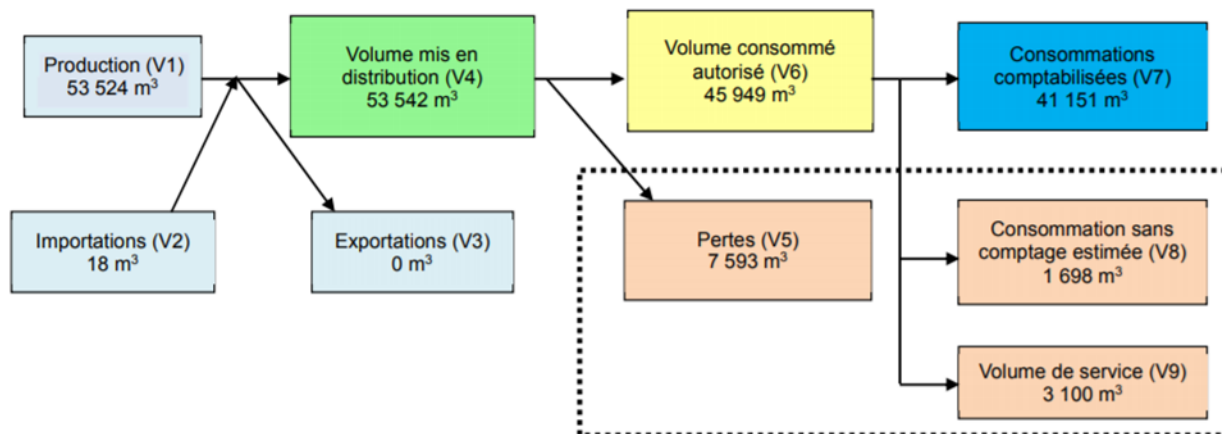 Production (V1)
53 524 m³
Volume mis en
distribution (V4)
53 542 m³
Volume consommé
autorisé (V6)
45 949 m³
Consommations
comptabilisées (V7)
41 151 m³
Importations (V2)
18 m³
Exportations (V3)
0 m³
Pertes (V5)
7 593 m³
Consommation sans
comptage estimée (V8)
1 698 m³
Volume de service (V9)
3 100 m³